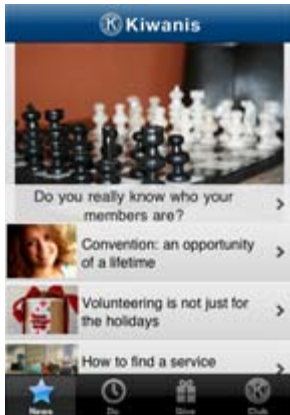 Kiwanis
Do you really know who your
members are?
Convention: an opportunity
of a lifetime
Volunteering is not just for
the holidays
How to find a service
News
Do
Give
Club